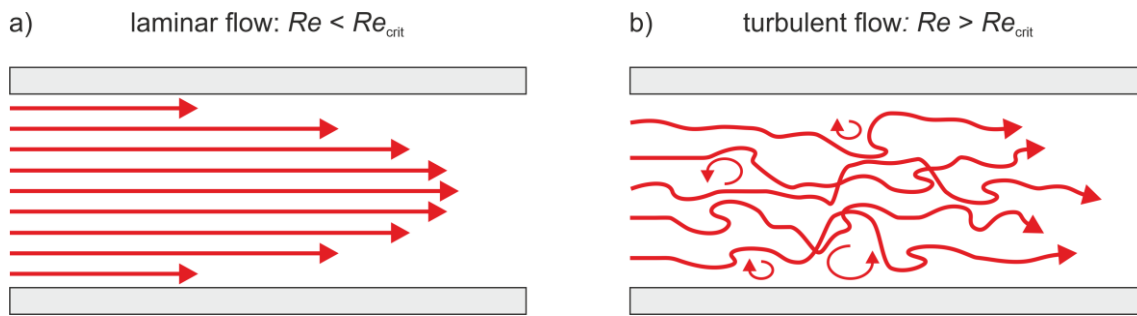 a) laminar flow: Re < Recrit
b) turbulent flow: Re > Recrit